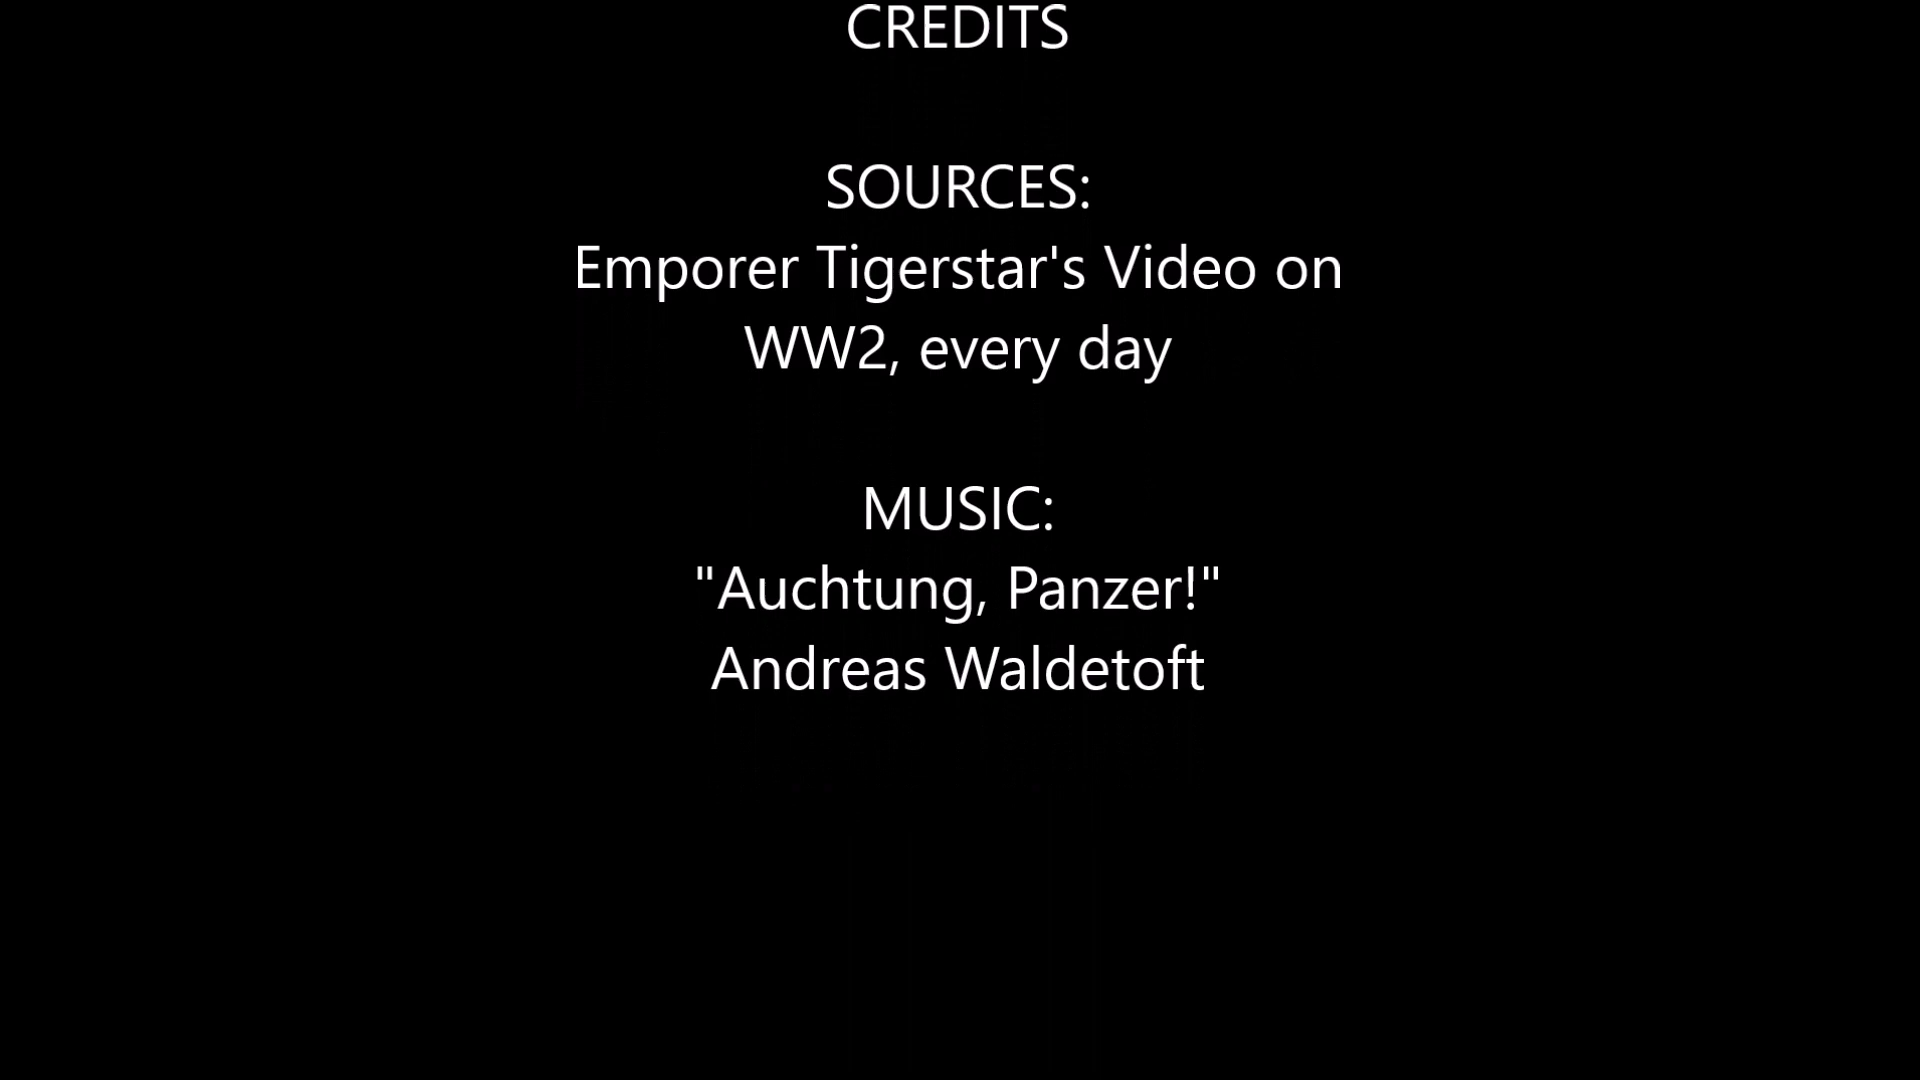 CREDITS
SOURCES:
Emporer Tigerstar's Video on
WW2, every day
MUSIC:
"Auchtung, Panzer!"
Andreas Waldetoft